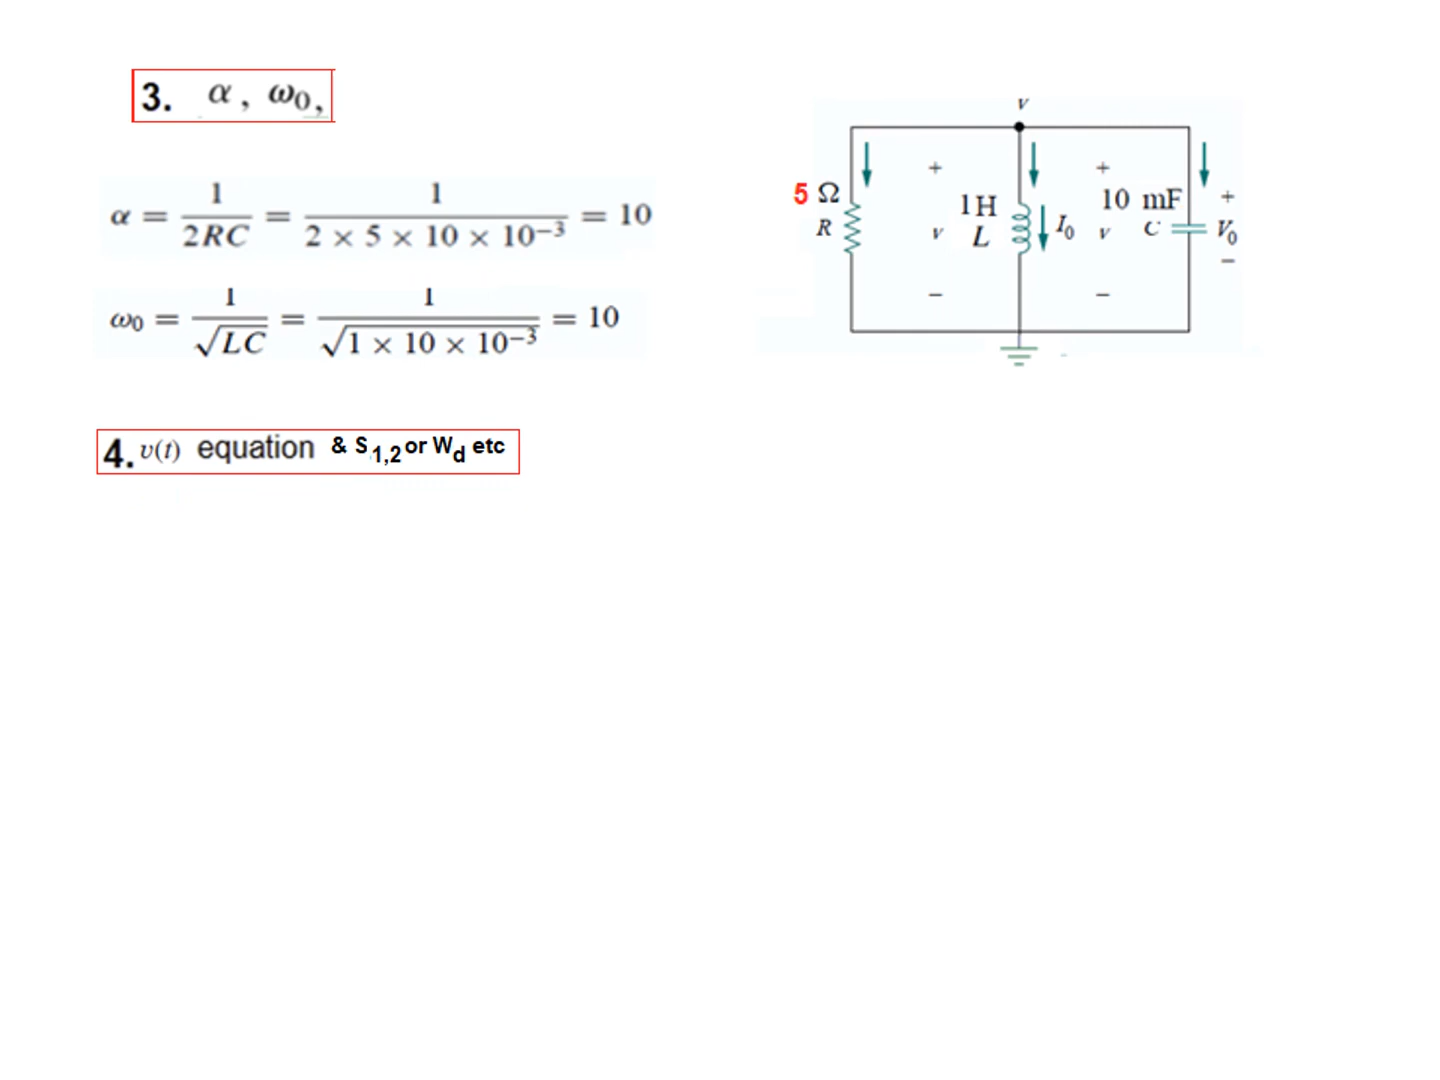 3. α , ω0,
α = 1 / 2RC = 1 / 2 × 5 × 10 × 10−3 = 10
ω0 = 1 / √LC = 1 / √1 × 10 × 10−3 = 10
v
5 Ω
R
+
v
−
1H
L
I0
+
v
−
10 mF
C
+
V0
−
4. v(t) equation & S1,2 or Wd etc